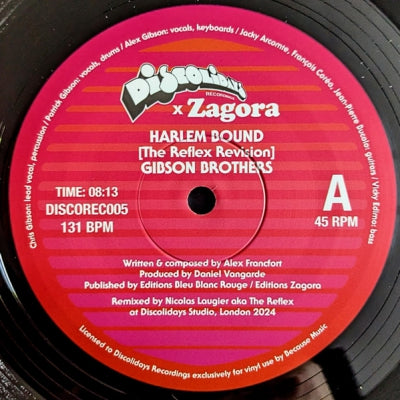 Chris Gibson: lead vocal, percussion / Patrick Gibson: vocals, drums / Alex Gibson: vocals, keyboards / Jacky Arconte, François Coréa, Jean-Pierre Bucolo: guitars / Vicky Edimo: bass
DISCOLIDAYS
RECORDINGS
x Zagora
HARLEM BOUND
[The Reflex Revision]
GIBSON BROTHERS
TIME: 08:13
DISCOREC005
131 BPM
A
45 RPM
Written & composed by Alex Francfort
Produced by Daniel Vangarde
Published by Editions Bleu Blanc Rouge / Editions Zagora
Remixed by Nicolas Laugier aka The Reflex
at Discolidays Studio, London 2024
Licensed to Discolidays Recordings exclusively for vinyl use by Because Music